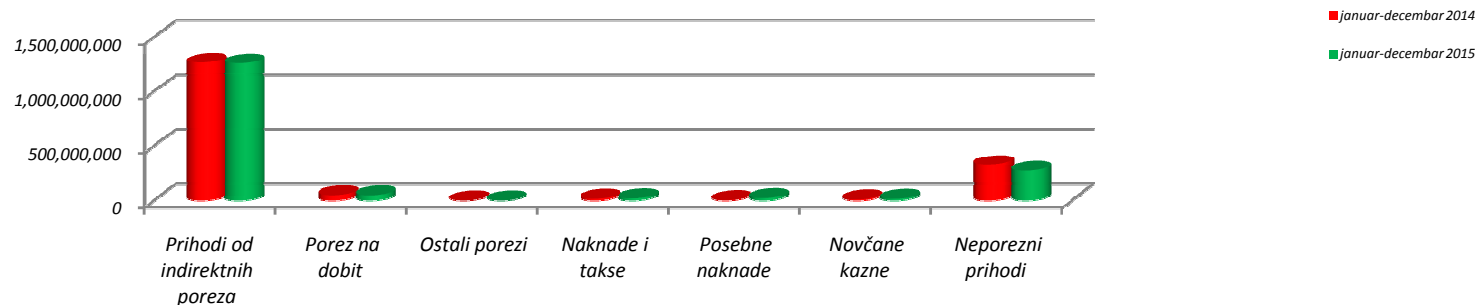 januar-decembar 2014
januar-decembar 2015
1,500,000,000
1,000,000,000
500,000,000
0
Prihodi od
indirektnih
poreza
Porez na
dobit
Ostali porezi
Naknade i
takse
Posebne
naknade
Novčane
kazne
Neporezni
prihodi